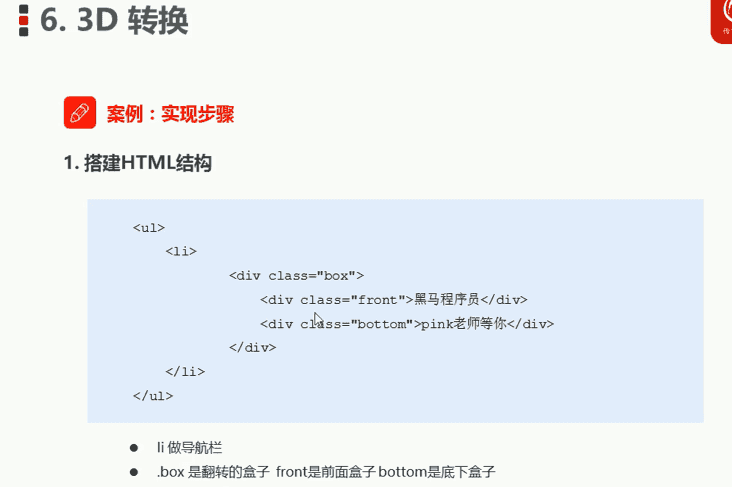 6. 3D 转换
传
案例：实现步骤
1. 搭建HTML结构
<ul>
<li>
<div class="box">
<div class="front">黑马程序员</div>
<div class="bottom">pink老师等你</div>
</div>
</li>
</ul>
li 做导航栏
.box 是翻转的盒子 front是前面盒子 bottom是底下盒子